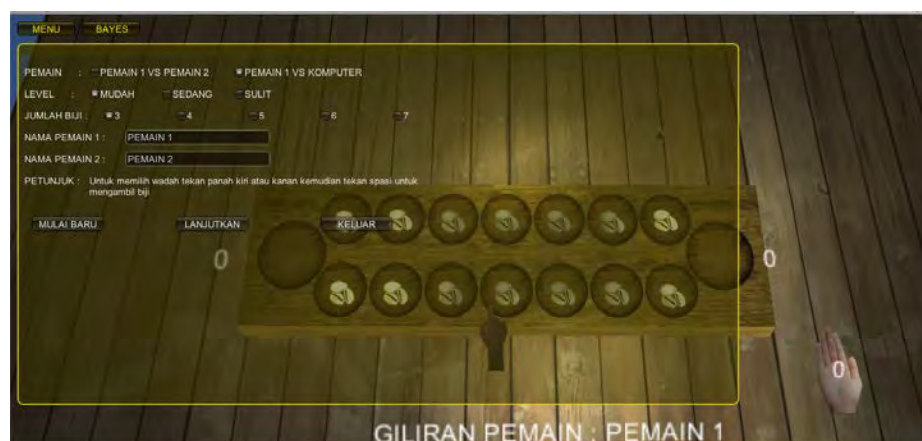 MENU BAYES
PEMAIN : PEMAIN 1 VS PEMAIN 2 PEMAIN 1 VS KOMPUTER
LEVEL : MUDAH SEDANG SULIT
JUMLAH BIJI : 3 4 5 6 7
NAMA PEMAIN 1 : PEMAIN 1
NAMA PEMAIN 2 : PEMAIN 2
PETUNJUK : Untuk memilih wadah tekan panah kiri atau kanan kemudian tekan spasi untuk
mengambil biji
MULAI BARU LANJUTKAN KELUAR
0 0
0
GILIRAN PEMAIN : PEMAIN 1